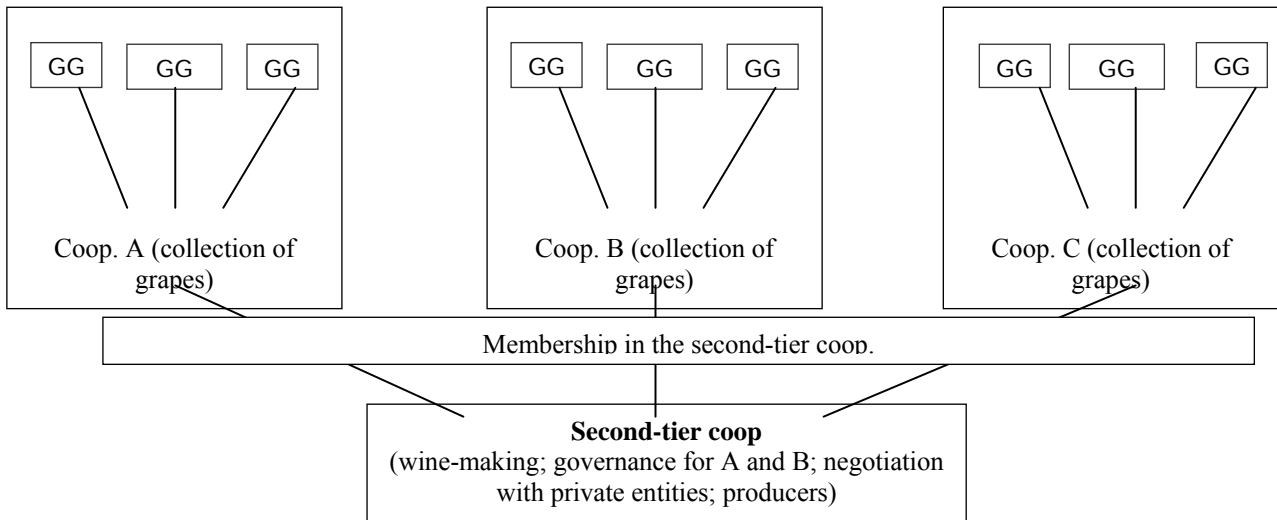 GG GG GG
GG GG GG
GG GG GG
Coop. A (collection of
grapes)
Coop. B (collection of
grapes)
Coop. C (collection of
grapes)
Membership in the second-tier coop.
Second-tier coop
(wine-making; governance for A and B; negotiation
with private entities; producers)